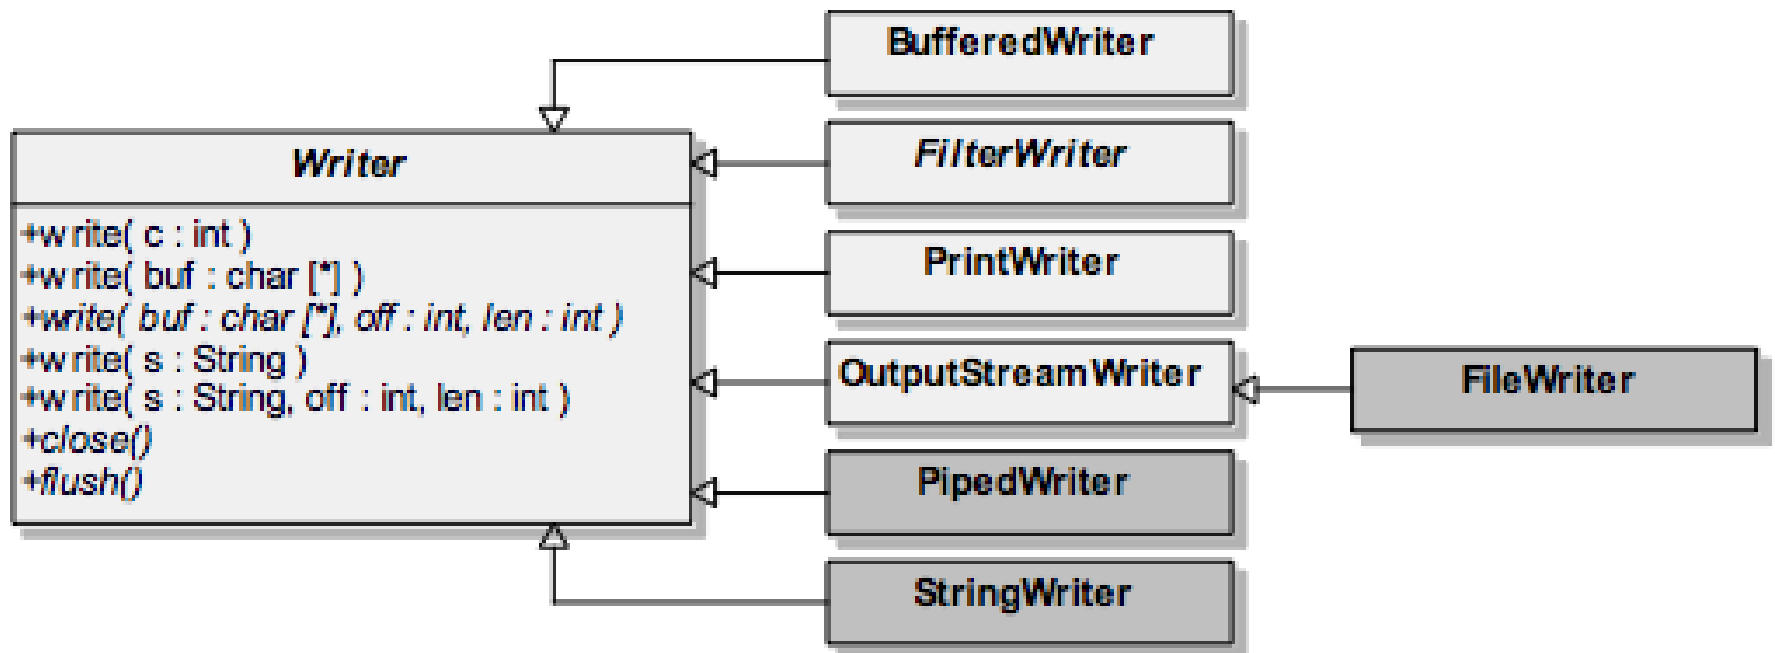 BufferedWriter
Writer
FilterWriter
+write( c : int )
+write( buf : char [*] )
+write( buf : char [*], off : int, len : int )
+write( s : String )
+write( s : String, off : int, len : int )
+close()
+flush()
PrintWriter
OutputStreamWriter
FileWriter
PipedWriter
StringWriter